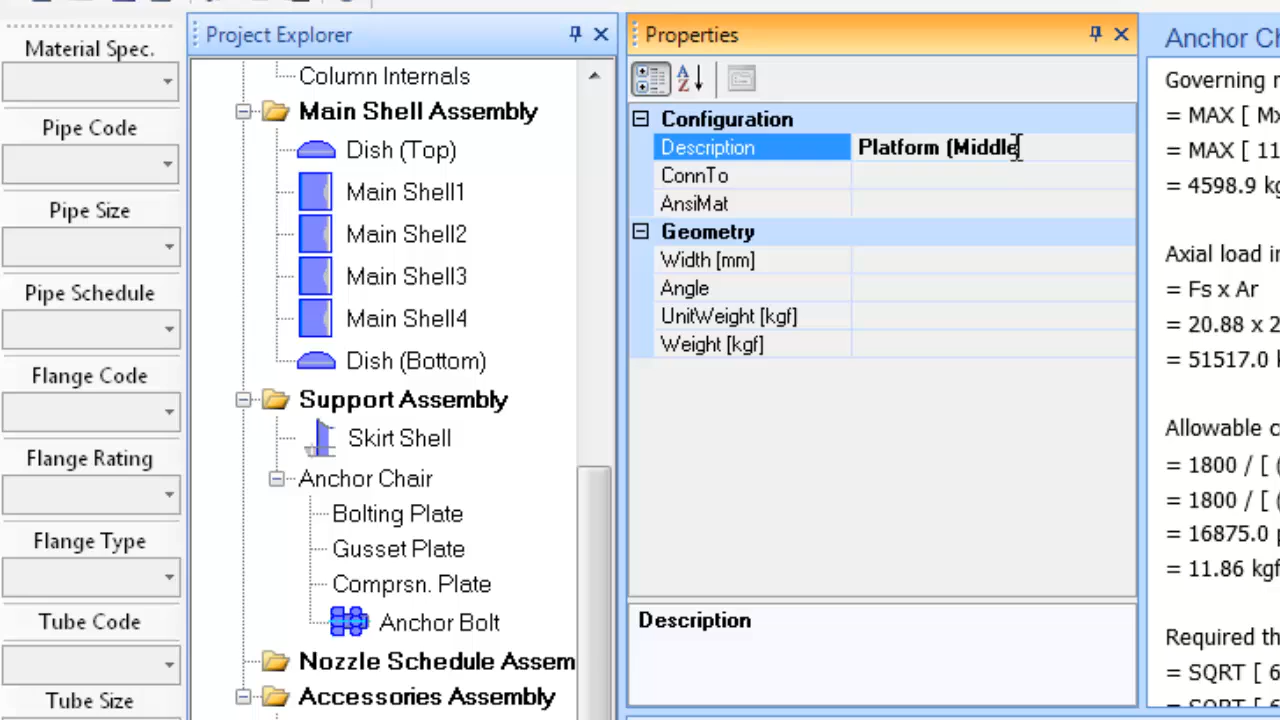 Material Spec.
Pipe Code
Pipe Size
Pipe Schedule
Flange Code
Flange Rating
Flange Type
Tube Code
Tube Size
Project Explorer
Column Internals
Main Shell Assembly
Dish (Top)
Main Shell1
Main Shell2
Main Shell3
Main Shell4
Dish (Bottom)
Support Assembly
Skirt Shell
Anchor Chair
Bolting Plate
Gusset Plate
Comprsn. Plate
Anchor Bolt
Nozzle Schedule Assem
Accessories Assembly
Properties
Configuration
Description Platform (Middle
ConnTo
AnsiMat
Geometry
Width [mm]
Angle
UnitWeight [kgf]
Weight [kgf]
Description
Anchor Ch
Governing
= MAX [ Mx
= MAX [ 11
= 4598.9 kg
Axial load in
= Fs x Ar
= 20.88 x 2
= 51517.0
Allowable c
= 1800 / [ (
= 1800 / [ (
= 16875.0 p
= 11.86 kgf
Required th
= SQRT [ 6
= SQRT [ 6